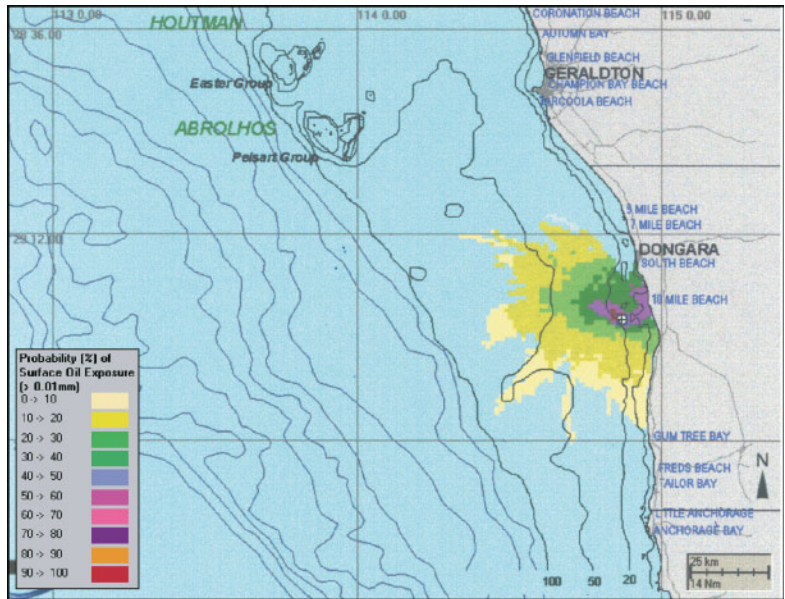 113 0.00
114 0.00
115 0.00
CORONATION BEACH
28 36.00
HOUTMAN
AUTUMN BAY
GLENFIELD BEACH
GERALDTON
Easter Group
CHAMPION BAY BEACH
TARCOOLA BEACH
ABROLHOS
Pelsart Group
7 MILE BEACH
29 12.00
DONGARA
SOUTH BEACH
10 MILE BEACH
Probability (%) of
Surface Oil Exposure
(> 0.01mm)
0 -> 10
10 -> 20
20 -> 30
30 -> 40
40 -> 50
50 -> 60
60 -> 70
70 -> 80
80 -> 90
90 -> 100
GUM TREE BAY
N
FREDS BEACH
TAILOR BAY
LITTLE ANCHORAGE
ANCHORAGE BAY
25 km
14 Nm
100
50
20
10